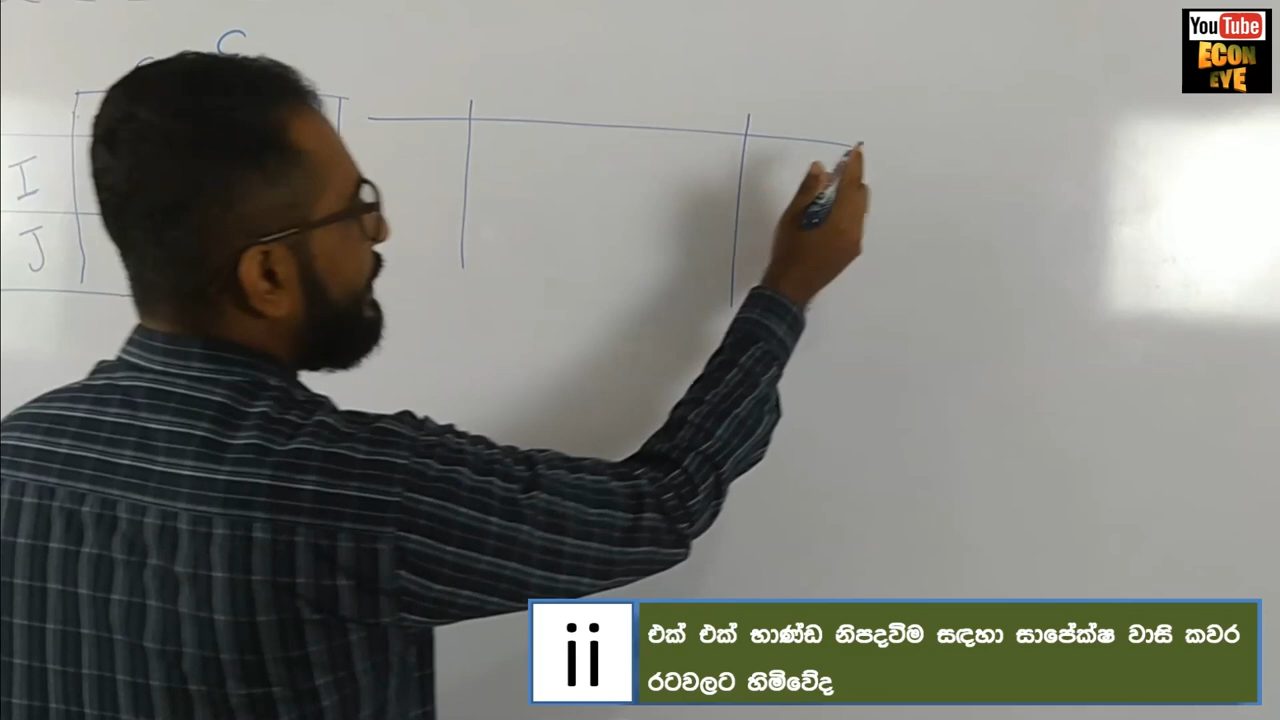 YouTube
ECON
EYE
C
I
J
ii
එක් එක් භාණ්ඩ නිපදවිම සඳහා සාපේක්ෂ වාසි කවර
රටවලට හිමිවේද